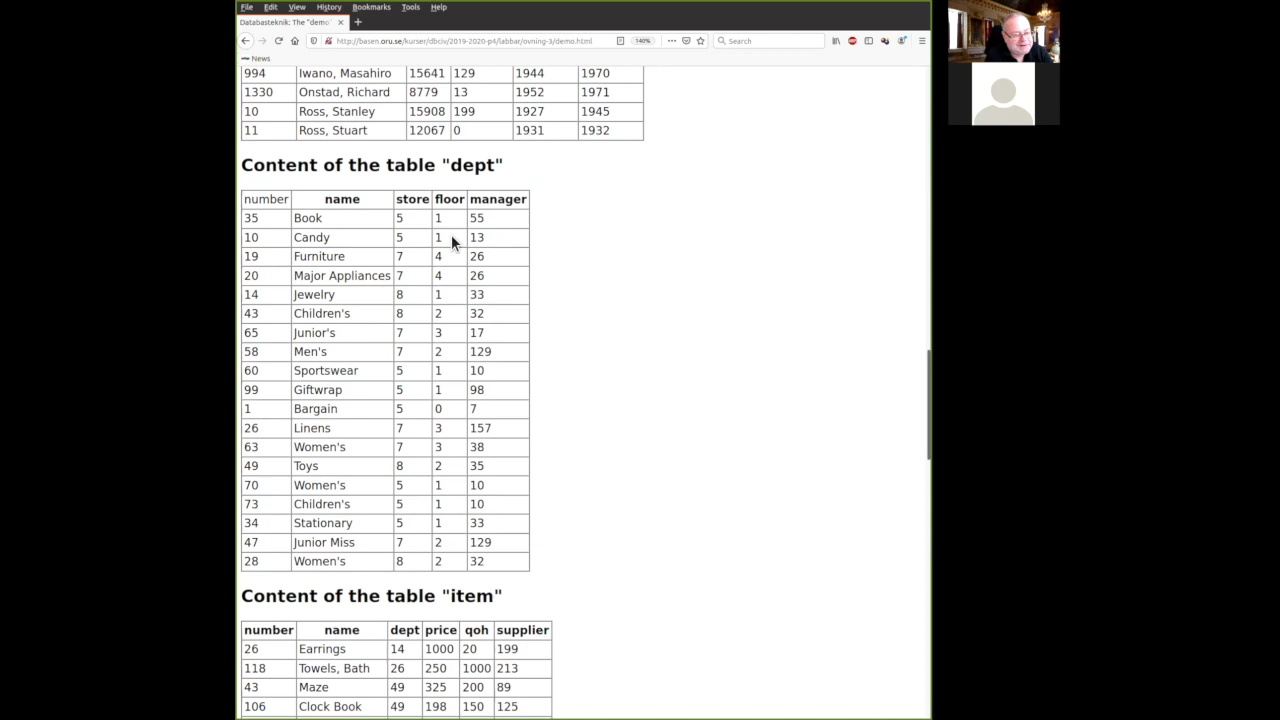 File Edit View History Bookmarks Tools Help
Databasteknik: The "demo"
http://basen.oru.se/kurser/dbciv/2019-2020-p4/labbar/ovning-3/demo.html 140% Search
News
994 Iwano, Masahiro 15641 129 1944 1970
1330 Onstad, Richard 8779 13 1952 1971
10 Ross, Stanley 15908 199 1927 1945
11 Ross, Stuart 12067 0 1931 1932
Content of the table "dept"
number name store floor manager
35 Book 5 1 55
10 Candy 5 1 13
19 Furniture 7 4 26
20 Major Appliances 7 4 26
14 Jewelry 8 1 33
43 Children's 8 2 32
65 Junior's 7 3 17
58 Men's 7 2 129
60 Sportswear 5 1 10
99 Giftwrap 5 1 98
1 Bargain 5 0 7
26 Linens 7 3 157
63 Women's 7 3 38
49 Toys 8 2 35
70 Women's 5 1 10
73 Children's 5 1 10
34 Stationary 5 1 33
47 Junior Miss 7 2 129
28 Women's 8 2 32
Content of the table "item"
number name dept price qoh supplier
26 Earrings 14 1000 20 199
118 Towels, Bath 26 250 1000 213
43 Maze 49 325 200 89
106 Clock Book 49 198 150 125